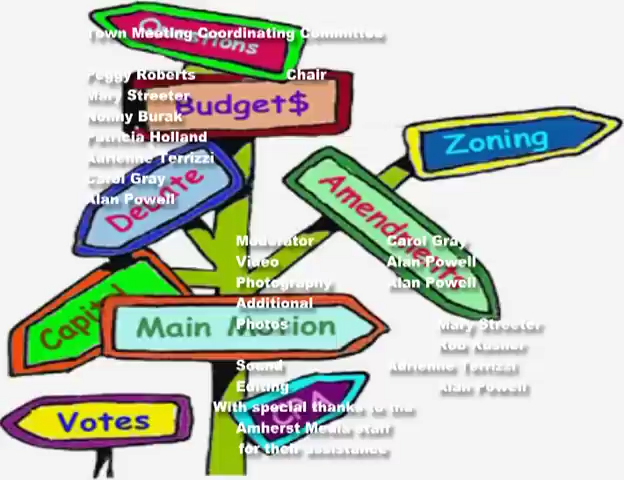 Questions
Town Meeting Coordinating Committee
Peggy Roberts Chair
Mary Streeter
Nonny Burak
Patricia Holland
Adrienne Terrizzi
Carol Gray
Alan Powell
Budget$
Zoning
Debate
Amendments
Moderator Carol Gray
Video Alan Powell
Photography Alan Powell
Additional
Photos Mary Streeter
Rob Kusner
Sound Adrienne Terrizzi
Editing Alan Powell
With special thanks to the
Amherst Media staff
for their assistance
Capital
Main Motion
Votes
CPA